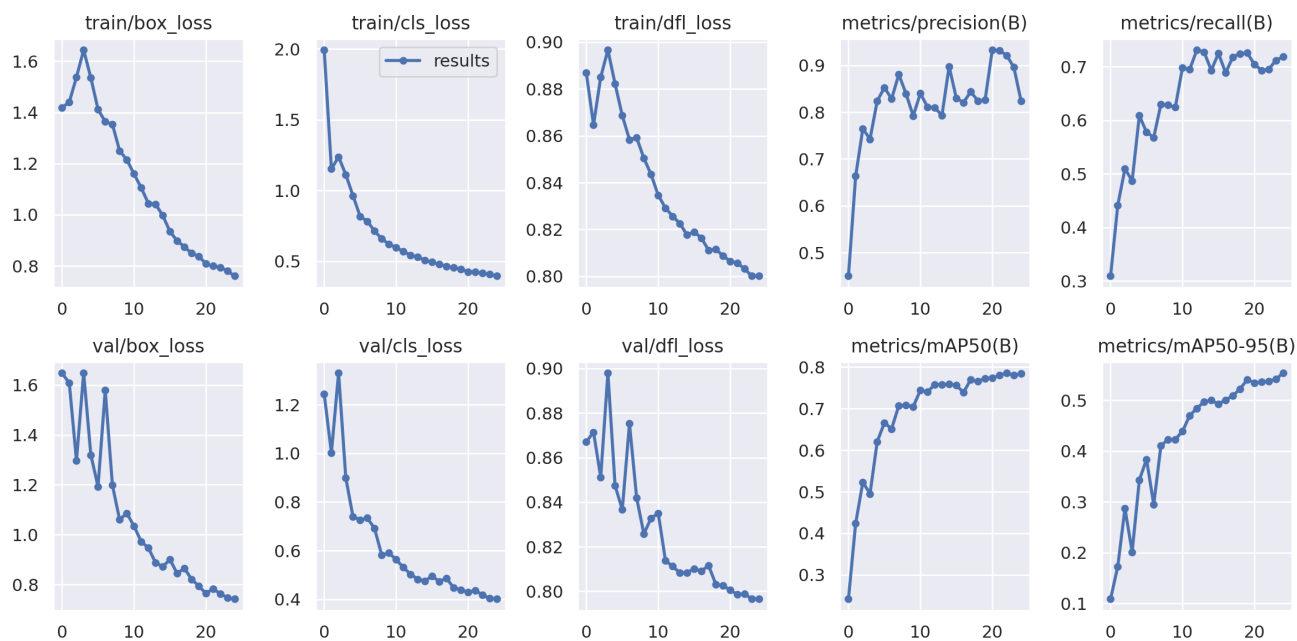 train/box_loss
train/cls_loss
train/dfl_loss
metrics/precision(B)
metrics/recall(B)
1.6
1.4
1.2
1.0
0.8
0 10 20
2.0
1.5
1.0
0.5
results
0 10 20
0.90
0.88
0.86
0.84
0.82
0.80
0 10 20
0.9
0.8
0.7
0.6
0.5
0 10 20
0.7
0.6
0.5
0.4
0.3
0 10 20
val/box_loss
val/cls_loss
val/dfl_loss
metrics/mAP50(B)
metrics/mAP50-95(B)
1.6
1.4
1.2
1.0
0.8
0 10 20
1.2
1.0
0.8
0.6
0.4
0 10 20
0.90
0.88
0.86
0.84
0.82
0.80
0 10 20
0.8
0.7
0.6
0.5
0.4
0.3
0 10 20
0.5
0.4
0.3
0.2
0.1
0 10 20